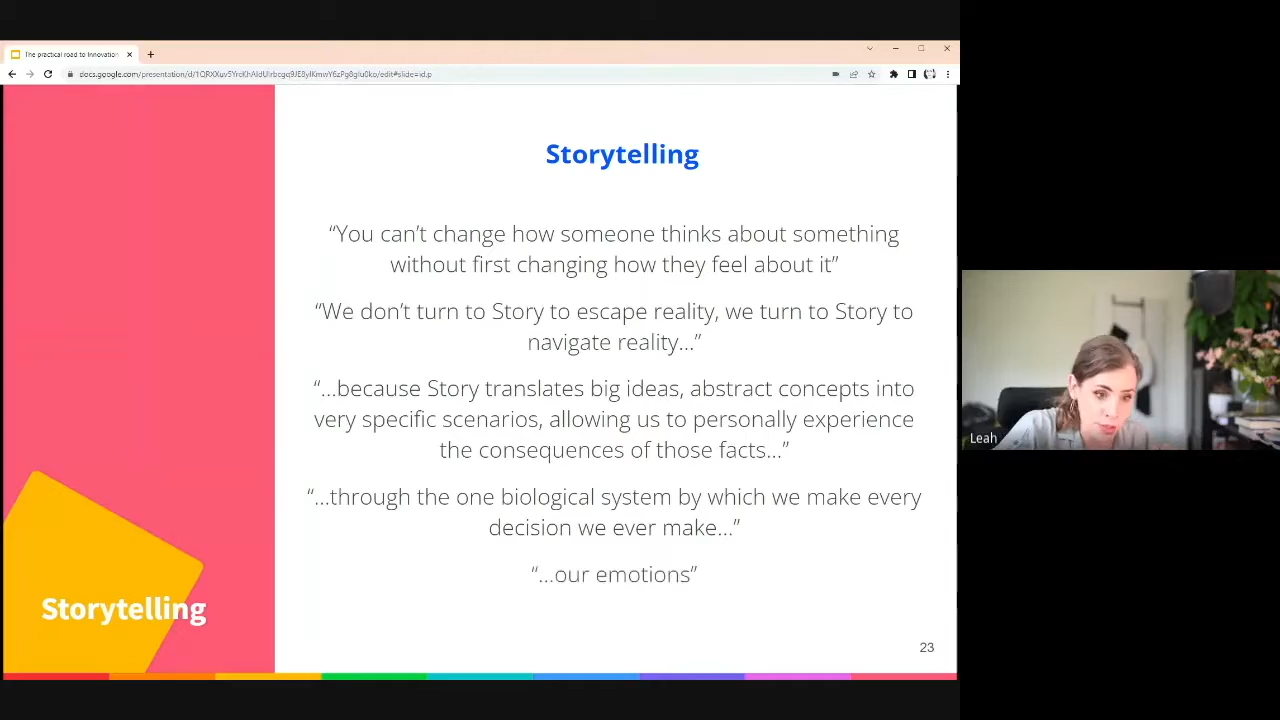 The practical road to Innovation
Storytelling
“You can’t change how someone thinks about something
without first changing how they feel about it”
“We don’t turn to Story to escape reality, we turn to Story to
navigate reality…”
“…because Story translates big ideas, abstract concepts into
very specific scenarios, allowing us to personally experience
the consequences of those facts…”
“…through the one biological system by which we make every
decision we ever make…”
“…our emotions”
Storytelling
23
Leah